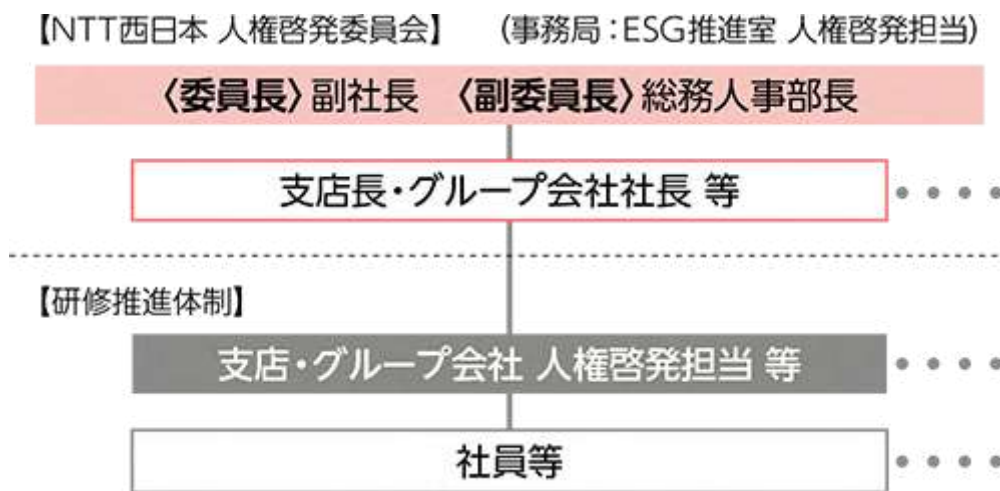 【NTT西日本 人権啓発委員会】 (事務局:ESG推進室 人権啓発担当)
〈委員長〉副社長 〈副委員長〉総務人事部長
支店長・グループ会社社長 等
【研修推進体制】
支店・グループ会社 人権啓発担当 等
社員等